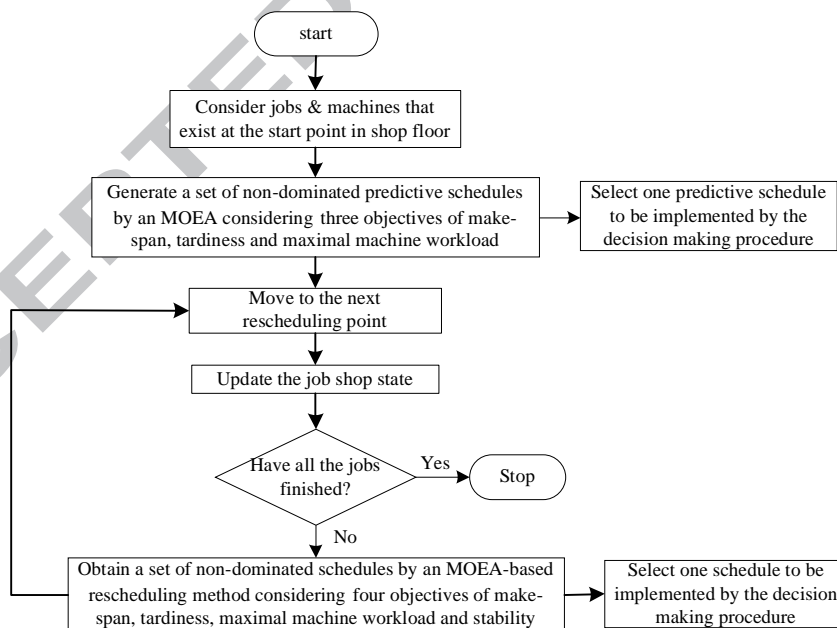 start
Consider jobs & machines that
exist at the start point in shop floor
Generate a set of non-dominated predictive schedules
by an MOEA considering three objectives of make-
span, tardiness and maximal machine workload
Select one predictive schedule
to be implemented by the
decision making procedure
Move to the next
rescheduling point
Update the job shop state
Have all the jobs
finished?
Yes
Stop
No
Obtain a set of non-dominated schedules by an MOEA-based
rescheduling method considering four objectives of make-
span, tardiness, maximal machine workload and stability
Select one schedule to be
implemented by the decision
making procedure
CERTED